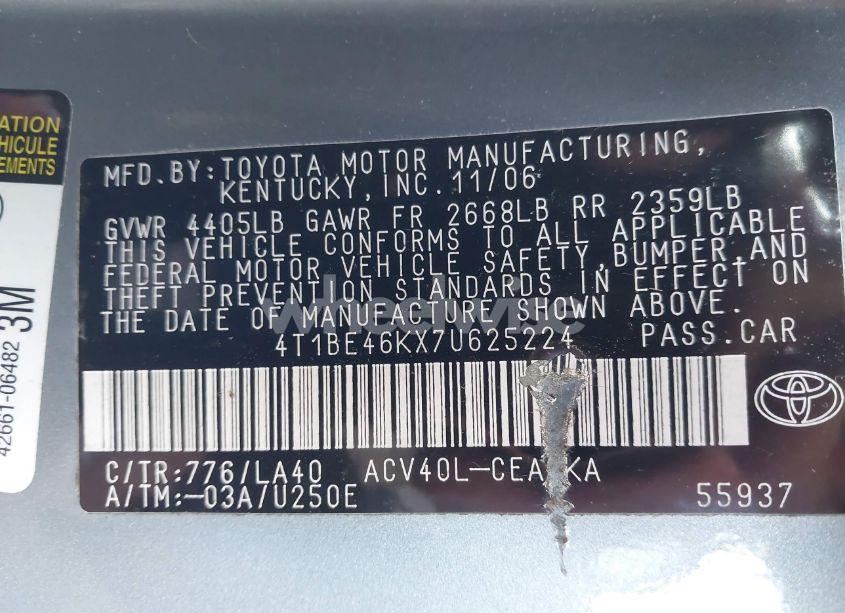 ATION
EHICULE
EMENTS
42661-06482 3M
MFD.BY:TOYOTA MOTOR MANUFACTURING,
KENTUCKY,INC.11/06
GVWR 4405LB GAWR FR 2668LB RR 2359LB
THIS VEHICLE CONFORMS TO ALL APPLICABLE
FEDERAL MOTOR VEHICLE SAFETY,BUMPER,AND
THEFT PREVENTION STANDARDS IN EFFECT ON
THE DATE OF MANUFACTURE SHOWN ABOVE.
4T1BE46KX7U625224 PASS.CAR
C/TR:776/LA40 ACV40L-CEA KA
A/TM:-03A/U250E 55937
wheelwise